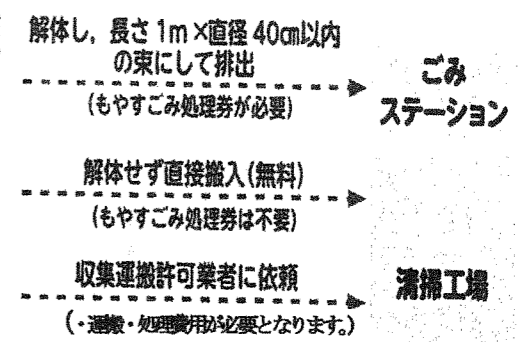 解体し，長さ1m×直径40㎝以内
の束にして排出
(もやすごみ処理券が必要)
ごみ
ステーション
解体せず直接搬入(無料)
(もやすごみ処理券は不要)
収集運搬許可業者に依頼
(・運搬・処理費用が必要となります。)
清掃工場